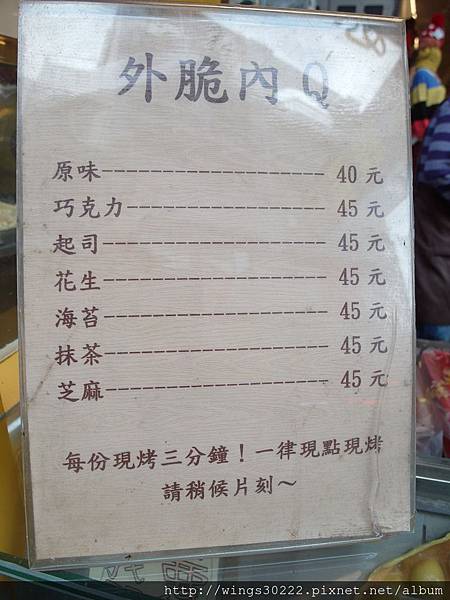 外脆內Q
原味------------------- 40元
巧克力------------------- 45元
起司------------------- 45元
花生------------------- 45元
海苔------------------- 45元
抹茶------------------- 45元
芝麻------------------- 45元
每份現烤三分鐘！一律現點現烤
請稍候片刻～
http://wings30222.pixnet.net/album